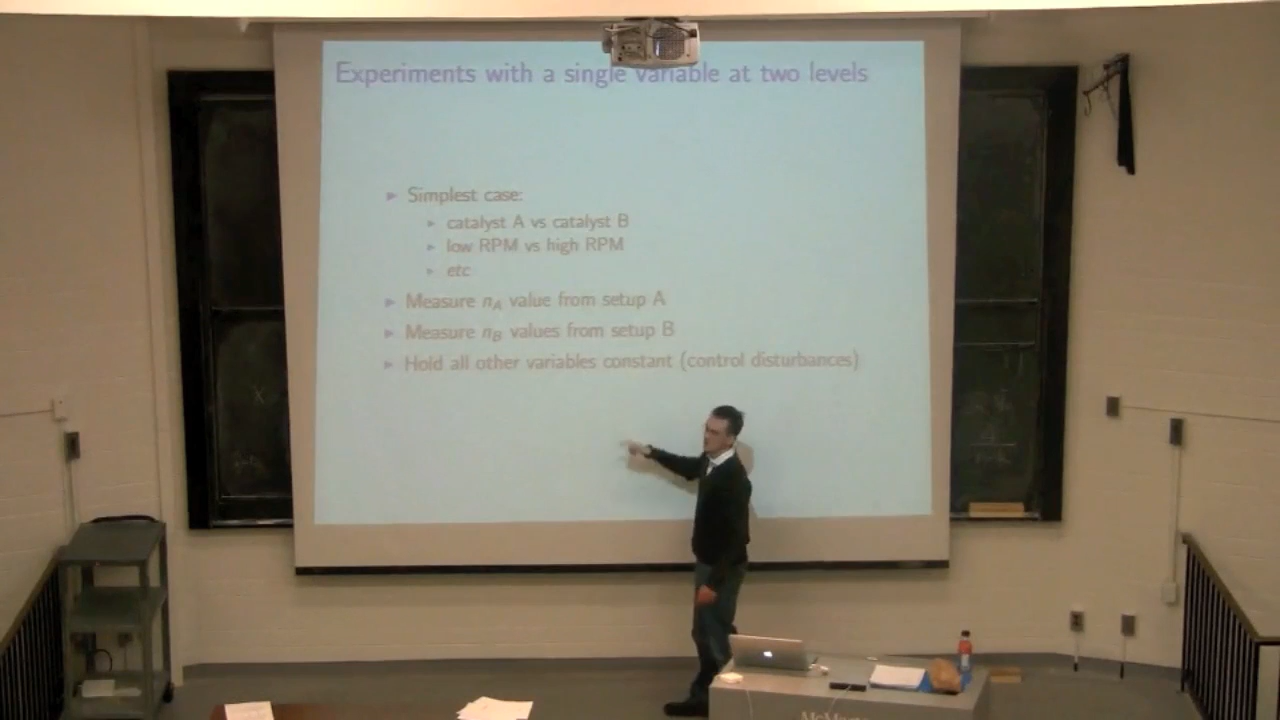 Experiments with a single variable at two levels
Simplest case:
catalyst A vs catalyst B
low RPM vs high RPM
etc
Measure nA value from setup A
Measure nB values from setup B
Hold all other variables constant (control disturbances)